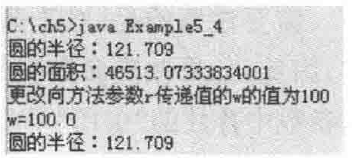 C:\ch5>java Example5_4
圆的半径：121.709
圆的面积：46513.07333834001
更改向方法参数r传递值的w的值为100
w=100.0
圆的半径：121.709